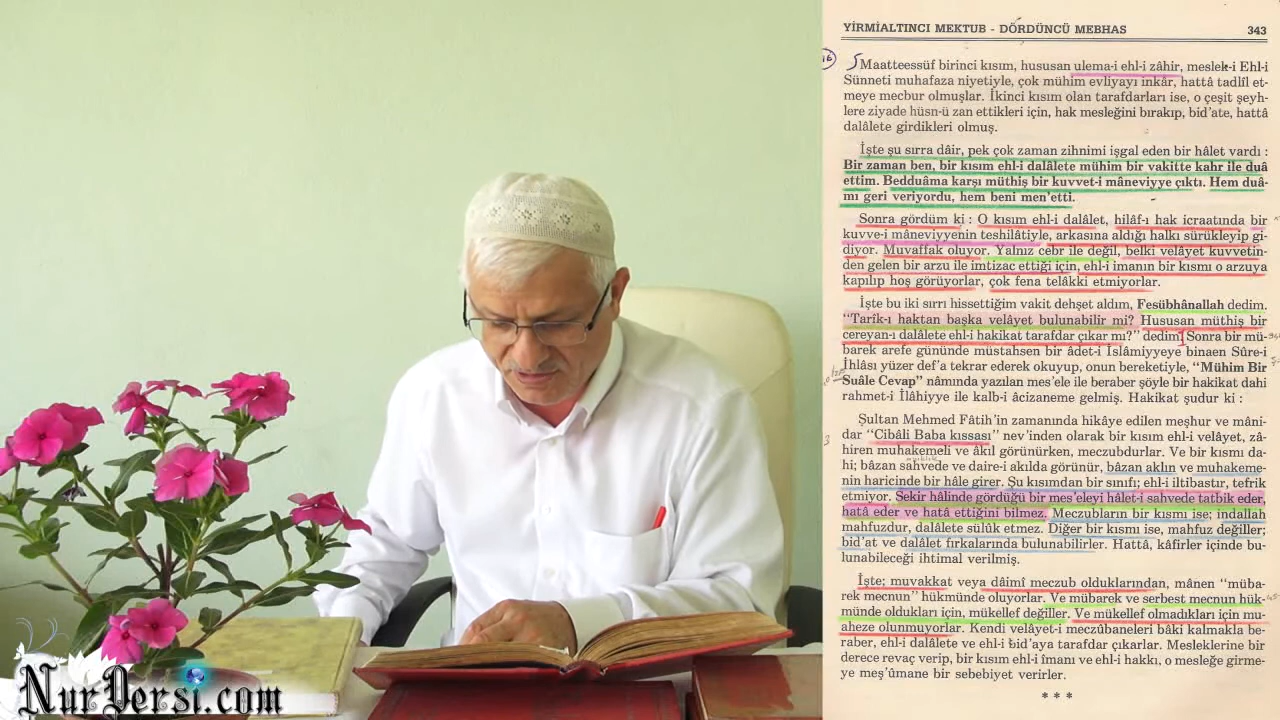 YİRMİALTINCI MEKTUB - DÖRDÜNCÜ MEBHAS 343
Maatteessüf birinci kısım, hususan ulema-i ehl-i zâhir, meslek-i Ehl-i
Sünneti muhafaza niyetiyle, çok mühim evliyayı inkâr, hattâ tadlîl et-
meye mecbur olmuşlar. İkinci kısım olan tarafdarları ise, o çeşit şeyh-
lere ziyade hüsn-ü zan ettikleri için, hak mesleğini bırakıp, bid'ate, hattâ
dalâlete girdikleri olmuş.
İşte şu sırra dâir, pek çok zaman zihnimi işgal eden bir hâlet vardı :
Bir zaman ben, bir kısım ehl-i dalâlete mühim bir vakitte kahr ile duâ
ettim. Bedduâma karşı müthiş bir kuvvet-i mâneviyye çıktı. Hem duâ-
mı geri veriyordu, hem beni men'etti.
Sonra gördüm ki : O kısım ehl-i dalâlet, hilâf-ı hak icraatında bir
kuvve-i mâneviyyenin teshilâtiyle, arkasına aldığı halkı sürükleyip gi-
diyor. Muvaffak oluyor. Yalnız cebr ile değil, belki velâyet kuvvetin-
den gelen bir arzu ile imtizac ettiği için, ehl-i imanın bir kısmı o arzuya
kapılıp hoş görüyorlar, çok fena telâkki etmiyorlar.
İşte bu iki sırrı hissettiğim vakit dehşet aldım, Fesübhânallah dedim.
"Tarîk-ı haktan başka velâyet bulunabilir mi? Hususan müthiş bir
cereyan-ı dalâlete ehl-i hakikat tarafdar çıkar mı?" dedim. Sonra bir mü-
barek arefe gününde müstahsen bir âdet-i İslâmiyyeye binaen Sûre-i
İhlâsı yüzer def'a tekrar ederek okuyup, onun bereketiyle, "Mühim Bir
Suâle Cevap" nâmında yazılan mes'ele ile beraber şöyle bir hakikat dahi
rahmet-i İlâhiyye ile kalb-i âcizaneme gelmiş. Hakikat şudur ki :
Sultan Mehmed Fâtih'in zamanında hikâye edilen meşhur ve mâni-
dar "Cibâli Baba kıssası" nev'inden olarak bir kısım ehl-i velâyet, zâ-
hiren muhakemeli ve âkıl görünürken, meczubdurlar. Ve bir kısmı da-
hi; bâzan sahvede ve daire-i akılda görünür, bâzan aklın ve muhakeme-
nin haricinde bir hâle girer. Şu kısımdan bir sınıfı; ehl-i iltibastır, tefrik
etmiyor. Sekir hâlinde gördüğü bir mes'eleyi hâlet-i sahvede tatbik eder,
hatâ eder ve hatâ ettiğini bilmez. Meczubların bir kısmı ise; indallah
mahfuzdur, dalâlete sülûk etmez. Diğer bir kısmı ise, mahfuz değiller;
bid'at ve dalâlet fırkalarında bulunabilirler. Hattâ, kâfirler içinde bu-
lunabileceği ihtimal verilmiş.
İşte; muvakkat veya dâimî meczub olduklarından, mânen "müba-
rek mecnun" hükmünde oluyorlar. Ve mübarek ve serbest mecnun hük-
münde oldukları için, mükellef değiller. Ve mükellef olmadıkları için mu-
aheze olunmuyorlar. Kendi velâyet-i meczûbaneleri bâki kalmakla be-
raber, ehl-i dalâlete ve ehl-i bid'aya tarafdar çıkarlar. Mesleklerine bir
derece revaç verip, bir kısım ehl-i îmanı ve ehl-i hakkı, o mesleğe girme-
ye meş'ûmane bir sebebiyet verirler.
* * *
NurDersi.com